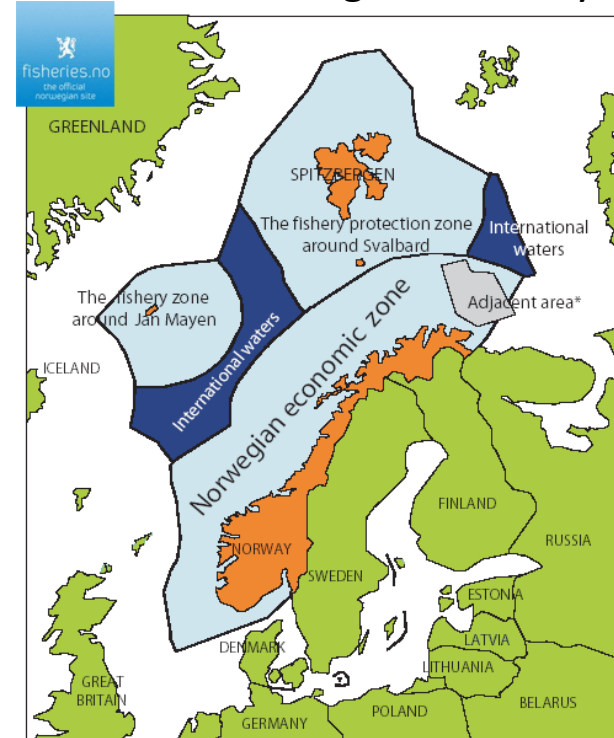 fisheries.no
the official
norwegian site
GREENLAND
SPITZBERGEN
The fishery protection zone
around Svalbard
International
waters
The fishery zone
around Jan Mayen
Adjacent area*
ICELAND
International waters
Norwegian economic zone
FINLAND
NORWAY
RUSSIA
SWEDEN
ESTONIA
DENMARK
LATVIA
LITHUANIA
GREAT
BRITAIN
BELARUS
POLAND
GERMANY